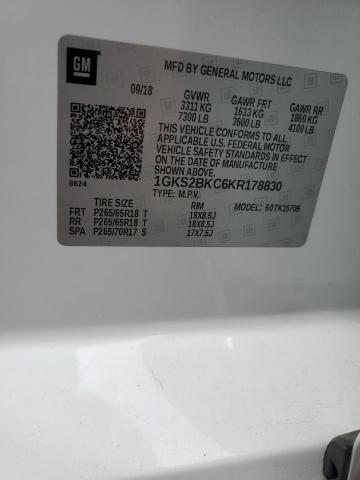 GM
MFD BY GENERAL MOTORS LLC
09/18
GVWR GAWR FRT GAWR RR
3311 KG 1633 KG 1860 KG
7300 LB 3600 LB 4100 LB
THIS VEHICLE CONFORMS TO ALL
APPLICABLE U.S. FEDERAL MOTOR
VEHICLE SAFETY STANDARDS IN EFFECT ON
THE DATE OF MANUFACTURE SHOWN ABOVE.
1GKS2BKC6KR178830
8624
TYPE: M.P.V. MODEL:
TIRE SIZE RIM
FRT P265/65R18 T 18X8.5J
RR P265/65R18 T 18X8.5J
SPA P265/70R17 S 17X7.5J